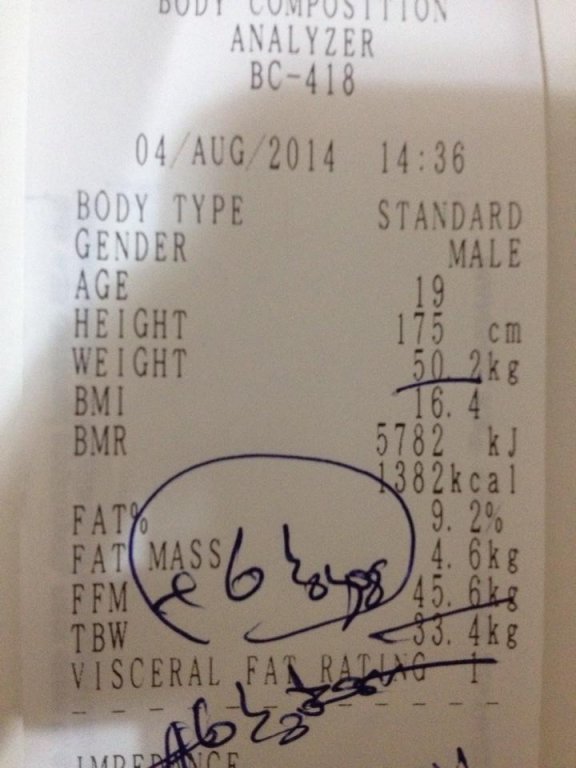 BODY COMPOSITION
ANALYZER
BC-418
04/AUG/2014 14:36
BODY TYPE STANDARD
GENDER MALE
AGE 19
HEIGHT 175 cm
WEIGHT 50.2kg
BMI 16.4
BMR 5782 kJ
1382kcal
FAT% 9.2%
FAT MASS 4.6kg
FFM 45.6kg
TBW 33.4kg
VISCERAL FAT RATING 1
IMPEDANCE